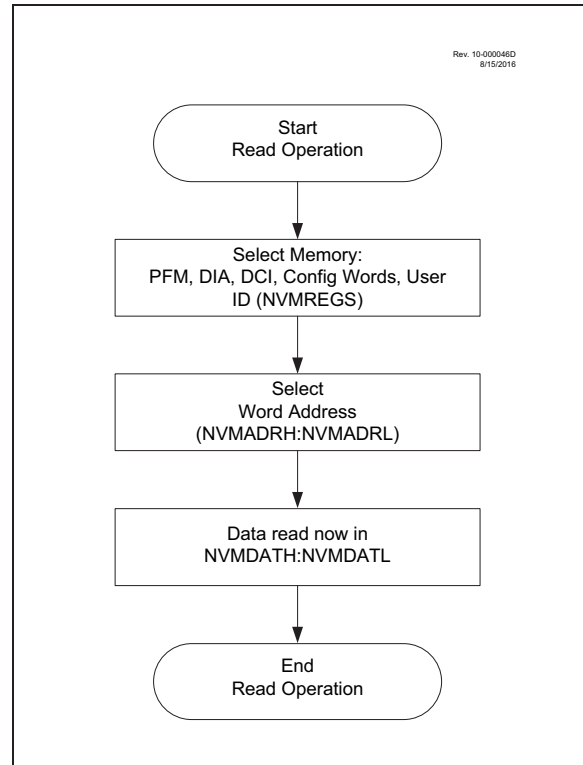 Rev. 10-000046D
8/15/2016
Start
Read Operation
Select Memory:
PFM, DIA, DCI, Config Words, User
ID (NVMREGS)
Select
Word Address
(NVMADRH:NVMADRL)
Data read now in
NVMDATH:NVMDATL
End
Read Operation